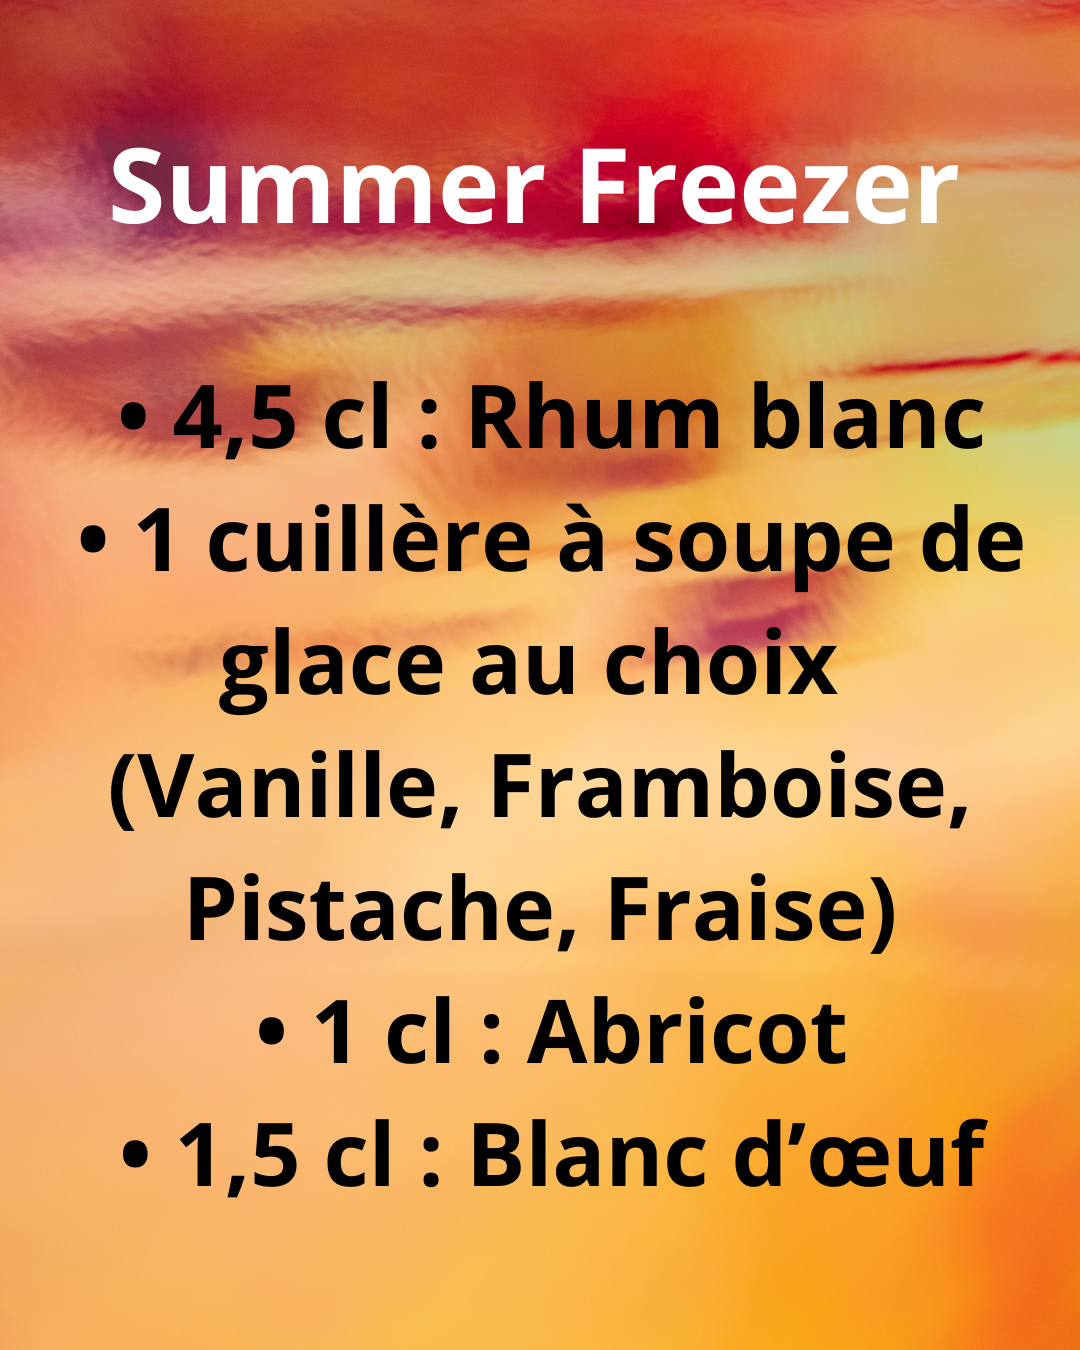 Summer Freezer
• 4,5 cl : Rhum blanc
• 1 cuillère à soupe de
glace au choix
(Vanille, Framboise,
Pistache, Fraise)
• 1 cl : Abricot
• 1,5 cl : Blanc d’œuf